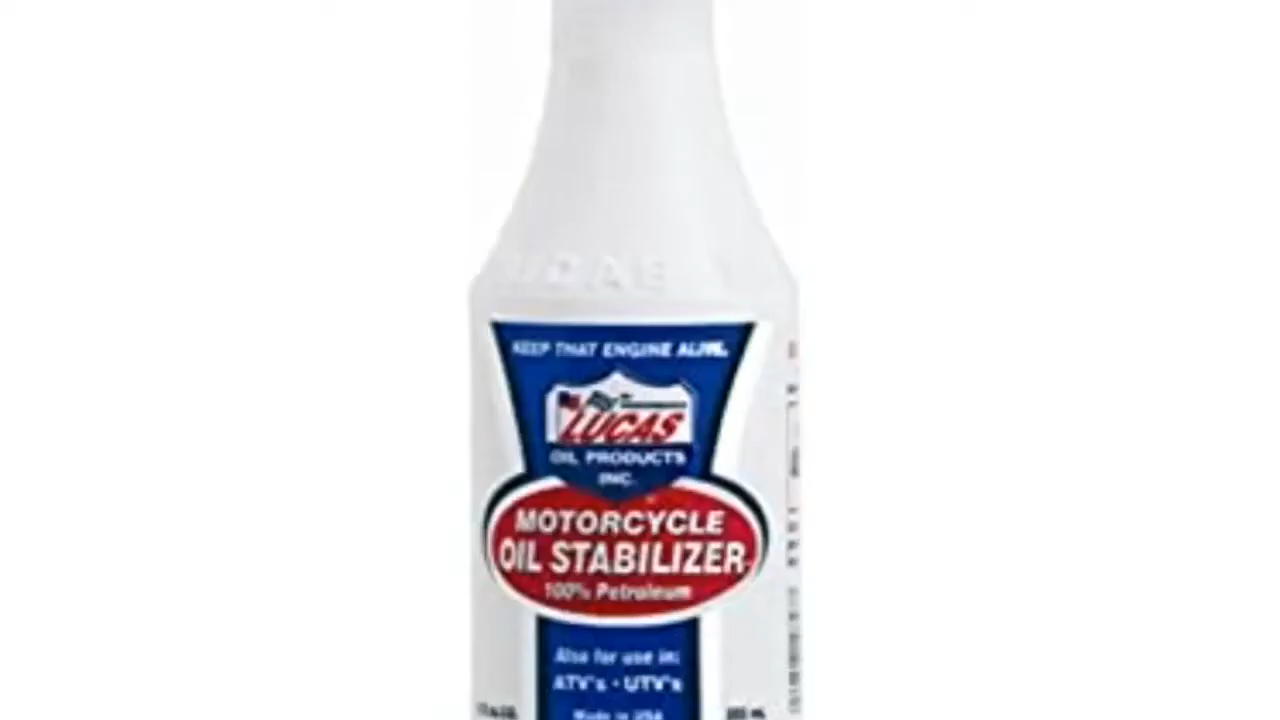 KEEP THAT ENGINE ALIVE.
LUCAS
OIL PRODUCTS
INC.
MOTORCYCLE
OIL STABILIZER
100% Petroleum
Also for use in:
ATV's • UTV's
Made in USA